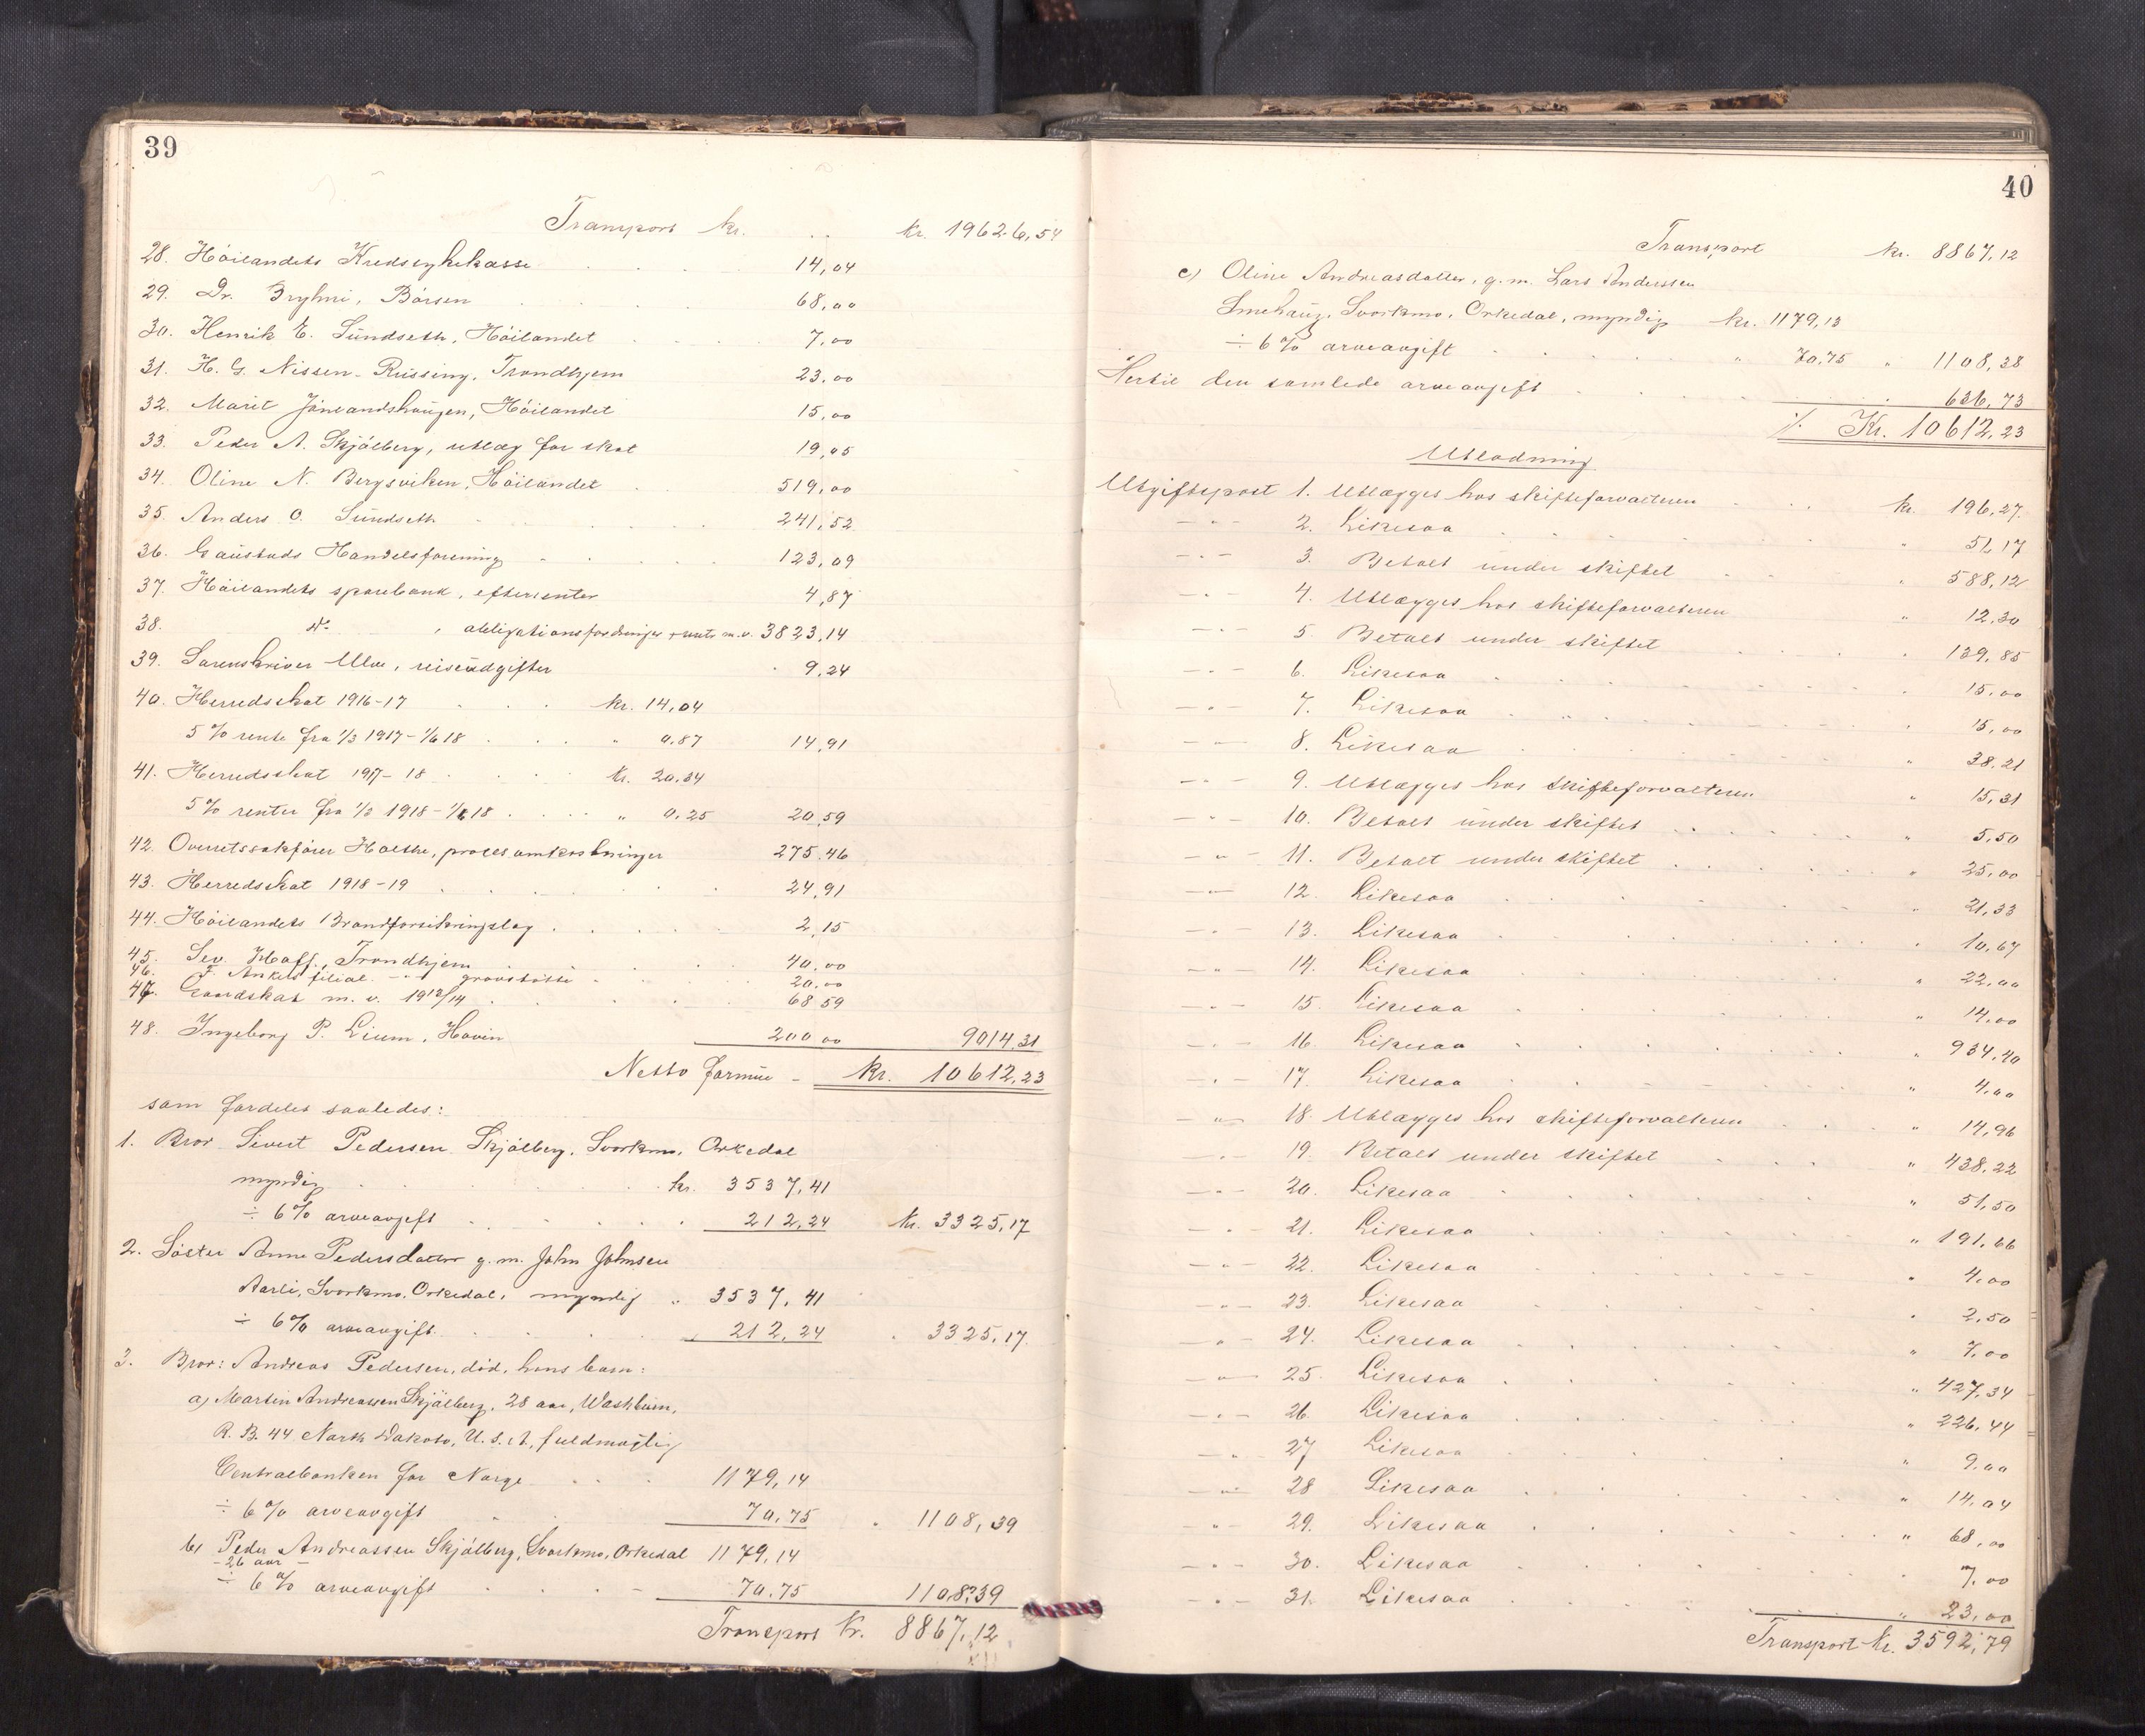 39
Transport kr. .. kr. 19626,54
28. Höilandets Kredssykekasse 14,04
29. Dr. Bryhni, Börsen 68,00
30. Henrik E. Sundseth, Höilandet 7,00
31. H. G. Nissen-Russing, Trondhjem 23,00
32. Marit Höilandet 15,00
33. Peder A. Skjölberg, utlæg for skat 19,05
34. Oline N. Bergsviken, Höilandet 519,00
35. Anders O. Sundseth 241,52
36. Gaustads Handelsforening 123,09
37. Höilandets sparebank, efterrenter 4,87
38. do , obligationsfordringer + rente m.v. 3823,14
39. Sorenskriver reiseudgifter 9,24
40. Herredsskat 1916-17 kr. 14,04
5 % rente fra 1/3 1917 - 1/6 18 " 0,87 14,91
41. Herredsskat 1917-18 kr. 20,34
5 % renter fra 1/3 1918 - 1/6 18 " 0,25 20,59
42. Overretssakförer Holthe, procesomkostninger 275,46
43. Herredsskat 1918-19 24,91
44. Höilandets Brandforsikringslag 2,15
45. Sev. Trondhjem 40,00
46. F. Ankers filial -"- gravstötte 20,00
47. m. v. 1913/14 68,59
48. Ingeborg P. Lium, Hovin 200,00 9014,31
Netto formue - kr. 10612,23
som fordeles saaledes:
1. Bror Sivert Pedersen Skjölberg, Svorkmo, Orkedal
myndig kr. 3537,41
÷ 6% arveavgift 212,24 kr. 3325,17
2. Söster Anne Pedersdatter g. m. John Johnsen
Aarli, Svorkmo, Orkedal, myndig " 3537,41
÷ 6% arveavgift 212,24 " 3325,17
3. Bror: Andreas Pedersen, död, hans barn:
a) Martin Andreassen Skjölberg, 28 aar, Washburn,
R. B. 44 North Dakota, U.S.A., fuldmægtig
Centralbanken for Norge 1179,14
÷ 6% arveavgift 70,75 " 1108,39
b) Peder Andreassen Skjölberg, Svorkmo, Orkedal 1179,14
- 26 aar -
÷ 6% arveavgift 70,75 1108,39
Transport Kr. 8867,12
40
Transport kr. 8867,12
c) Oline Andreasdatter, g. m. Lars Anderssen
Smehaug, Svorkmo, Orkedal, myndig kr. 1179,13
÷ 6% arveavgift " 70,75 " 1108,38
Hertil den samlede arveavgift 636,73
Kr. 10612,23
Utlodning
Utgiftspost 1. Utlægges hos skifteforvalteren kr. 196,27
-"- 2. Likesaa " 51,17
-"- 3. Betalt under skiftet " 588,12
-"- 4. Utlægges hos skifteforvalteren " 12,30
-"- 5. Betalt under skiftet " 139,85
-"- 6. Likesaa " 15,00
-"- 7. Likesaa " 15,00
-"- 8. Likesaa " 38,21
-"- 9. Utlægges hos skifteforvalteren " 15,31
-"- 10. Betalt under skiftet " 5,50
-"- 11. Betalt under skiftet " 25,00
-"- 12. Likesaa " 21,33
-"- 13. Likesaa " 10,67
-"- 14. Likesaa " 22,00
-"- 15. Likesaa " 14,00
-"- 16. Likesaa " 934,40
-"- 17. Likesaa " 4,00
-"- 18. Utlægges hos skifteforvalteren " 14,96
-"- 19. Betalt under skiftet " 438,22
-"- 20. Likesaa " 51,50
-"- 21. Likesaa " 191,66
-"- 22. Likesaa " 4,00
-"- 23. Likesaa " 2,50
-"- 24. Likesaa " 7,00
-"- 25. Likesaa " 427,34
-"- 26. Likesaa " 226,44
-"- 27 Likesaa " 9,00
-"- 28 Likesaa " 14,04
-"- 29. Likesaa " 68,00
-"- 30. Likesaa " 7,00
-"- 31. Likesaa " 23,00
Transport kr. 3592,79